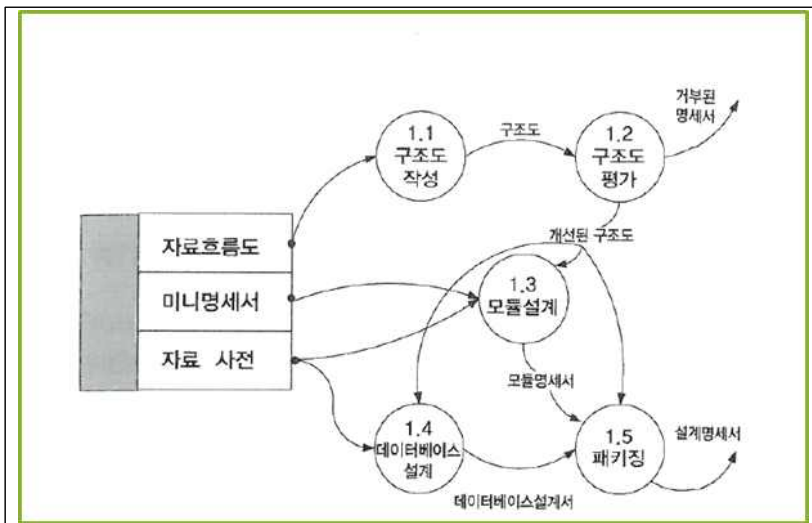 거부된
명세서
1.1
구조도
작성
구조도
1.2
구조도
평가
자료흐름도
개선된 구조도
미니명세서
1.3
모듈설계
자료 사전
모듈명세서
1.4
데이터베이스
설계
1.5
패키징
설계명세서
데이터베이스설계서